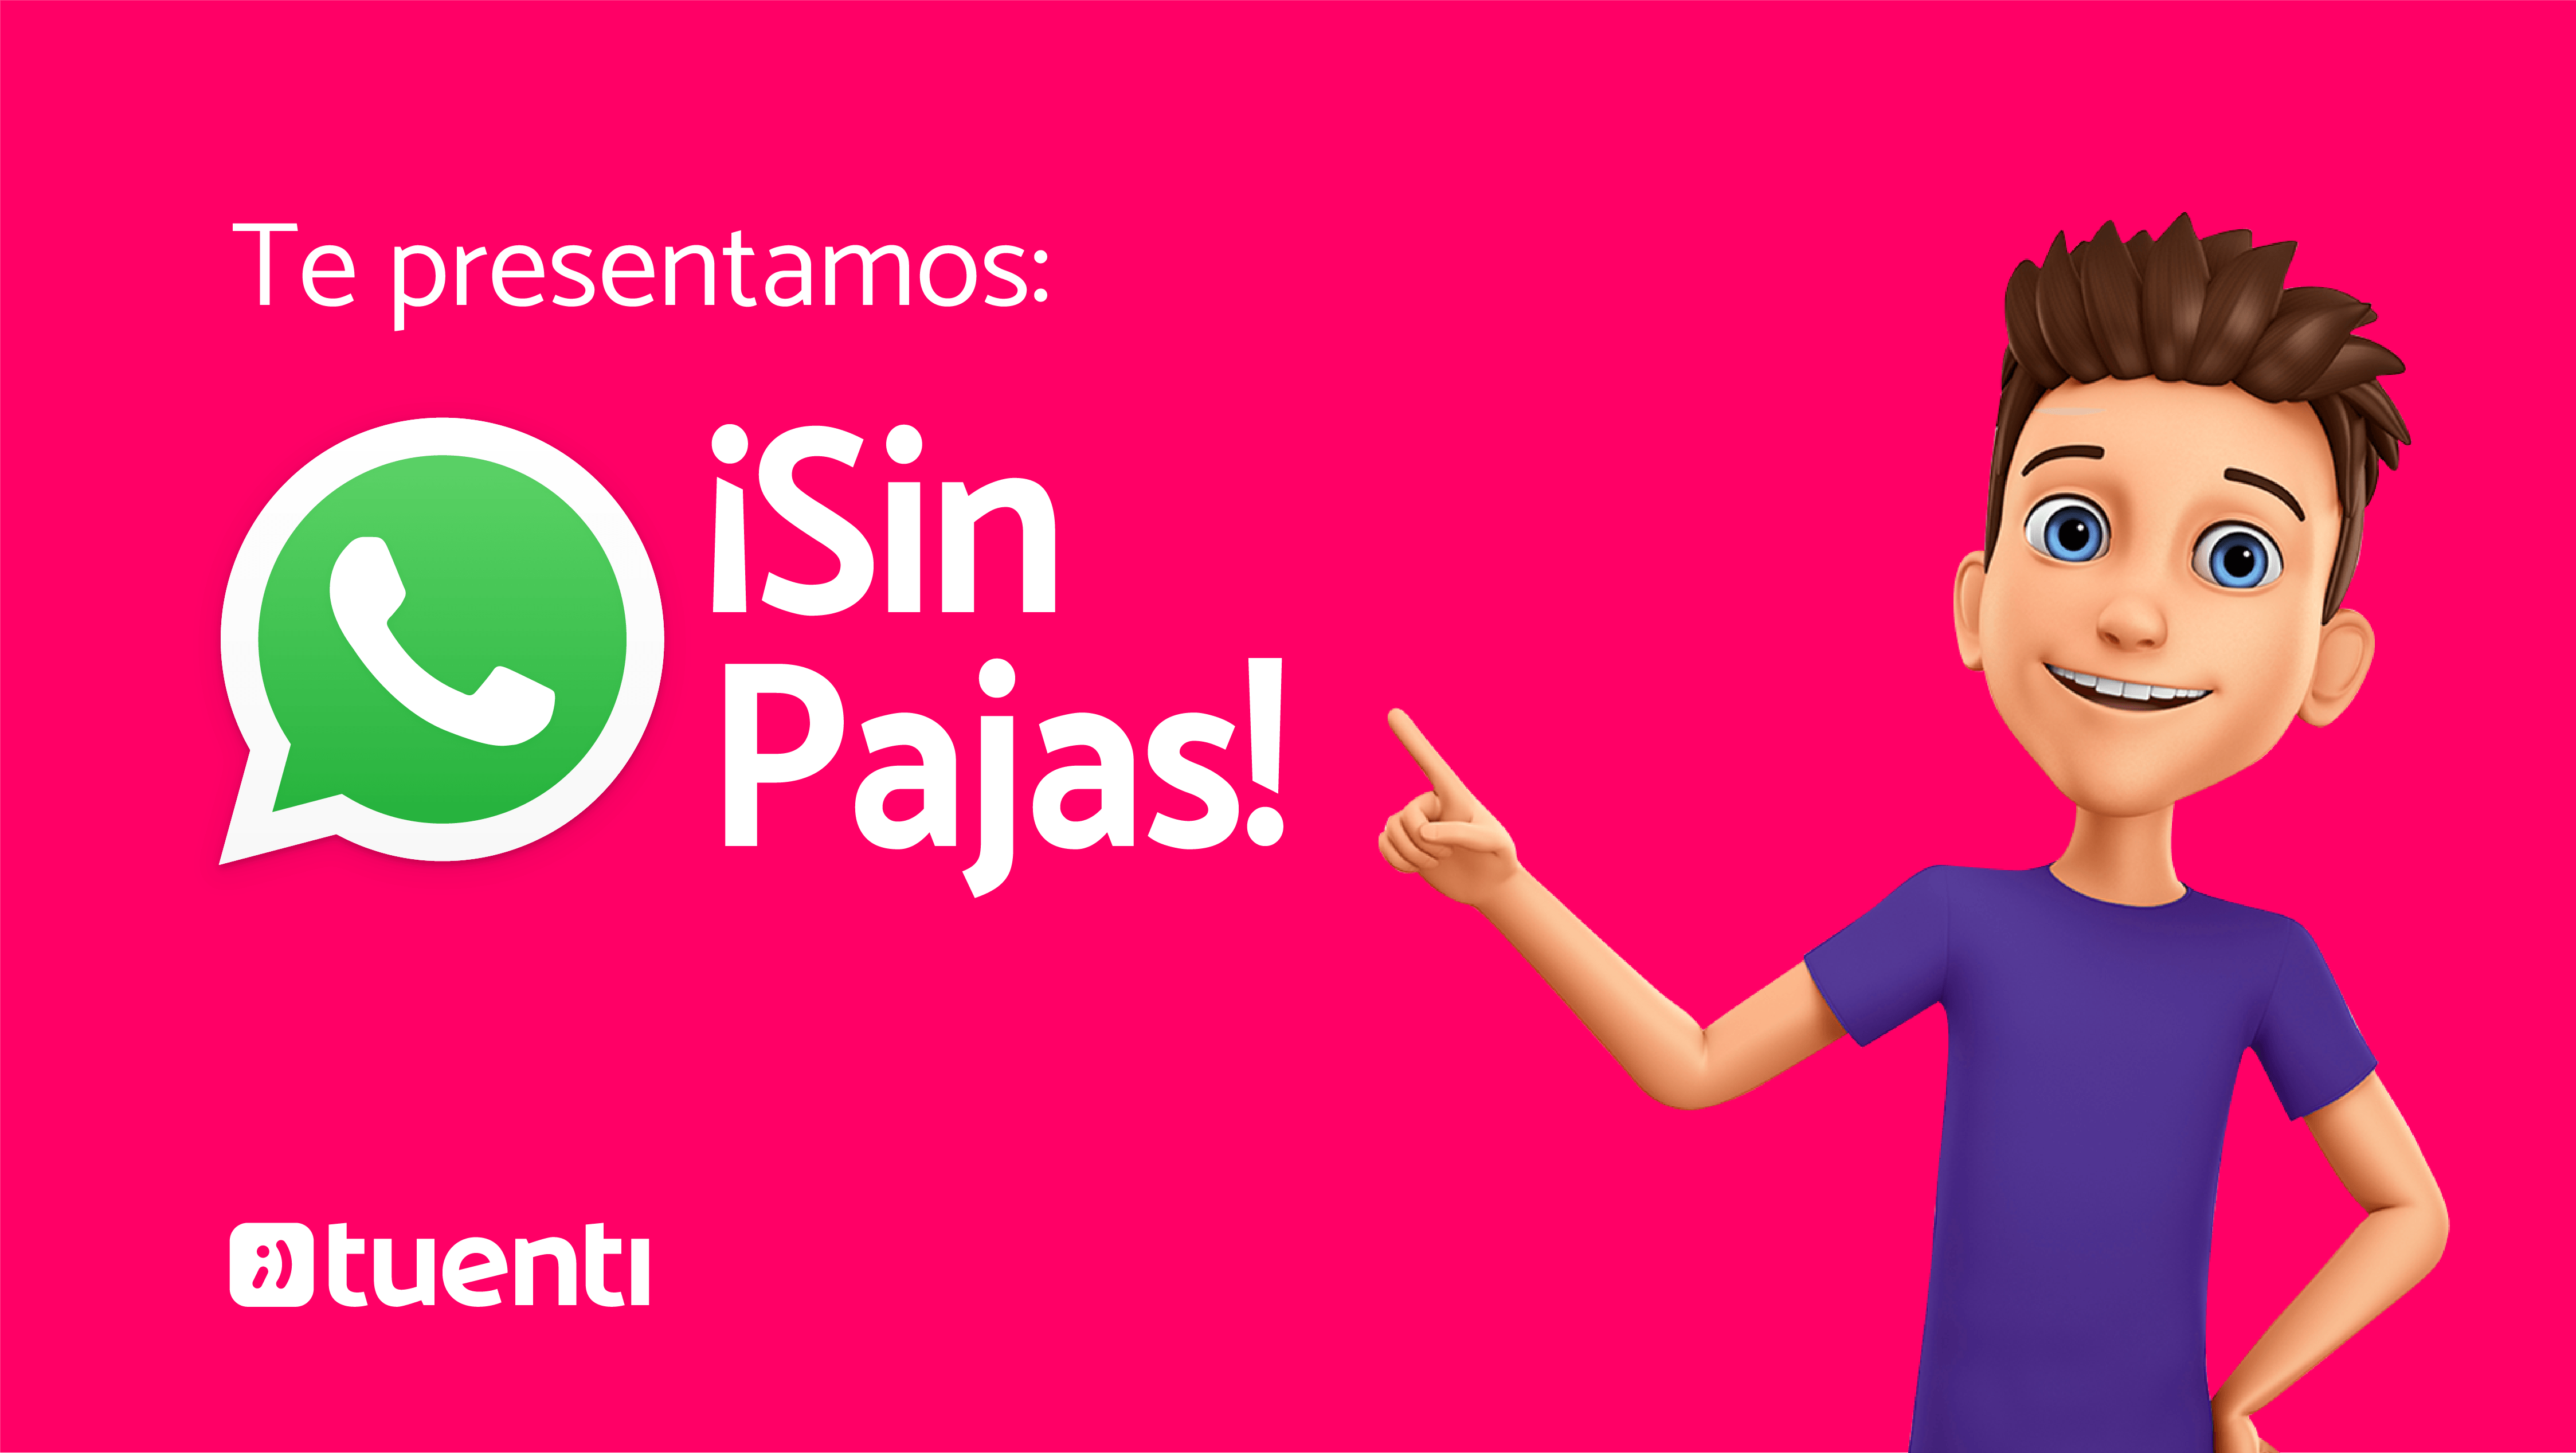 Te presentamos:
¡Sin
Pajas!
tuenti